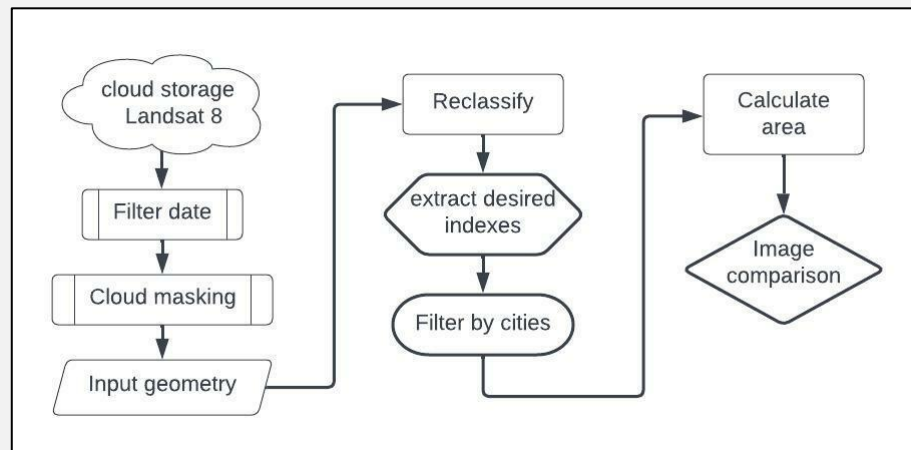 cloud storage
Landsat 8
Filter date
Cloud masking
Input geometry
Reclassify
extract desired
indexes
Filter by cities
Calculate
area
Image
comparison